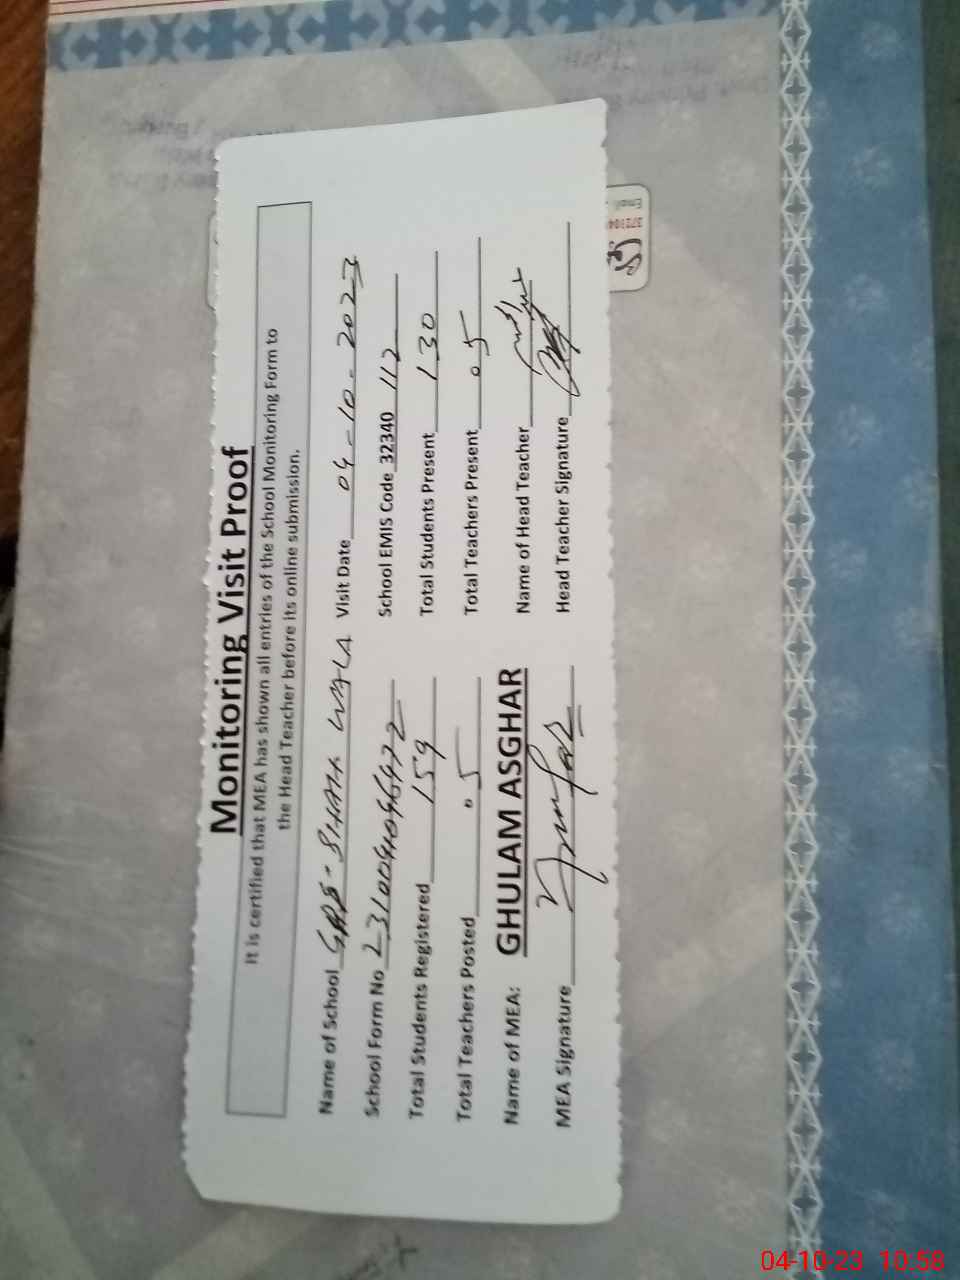 Monitoring Visit Proof
It is certified that MEA has shown all entries of the School Monitoring Form to
the Head Teacher before its online submission.
Name of School Visit Date 04-10-2023
School Form No School EMIS Code 32340 112
Total Students Registered 159 Total Students Present 130
Total Teachers Posted 05 Total Teachers Present 05
Name of MEA: GHULAM ASGHAR Name of Head Teacher
MEA Signature Head Teacher Signature
Email
04-10-23 10:58